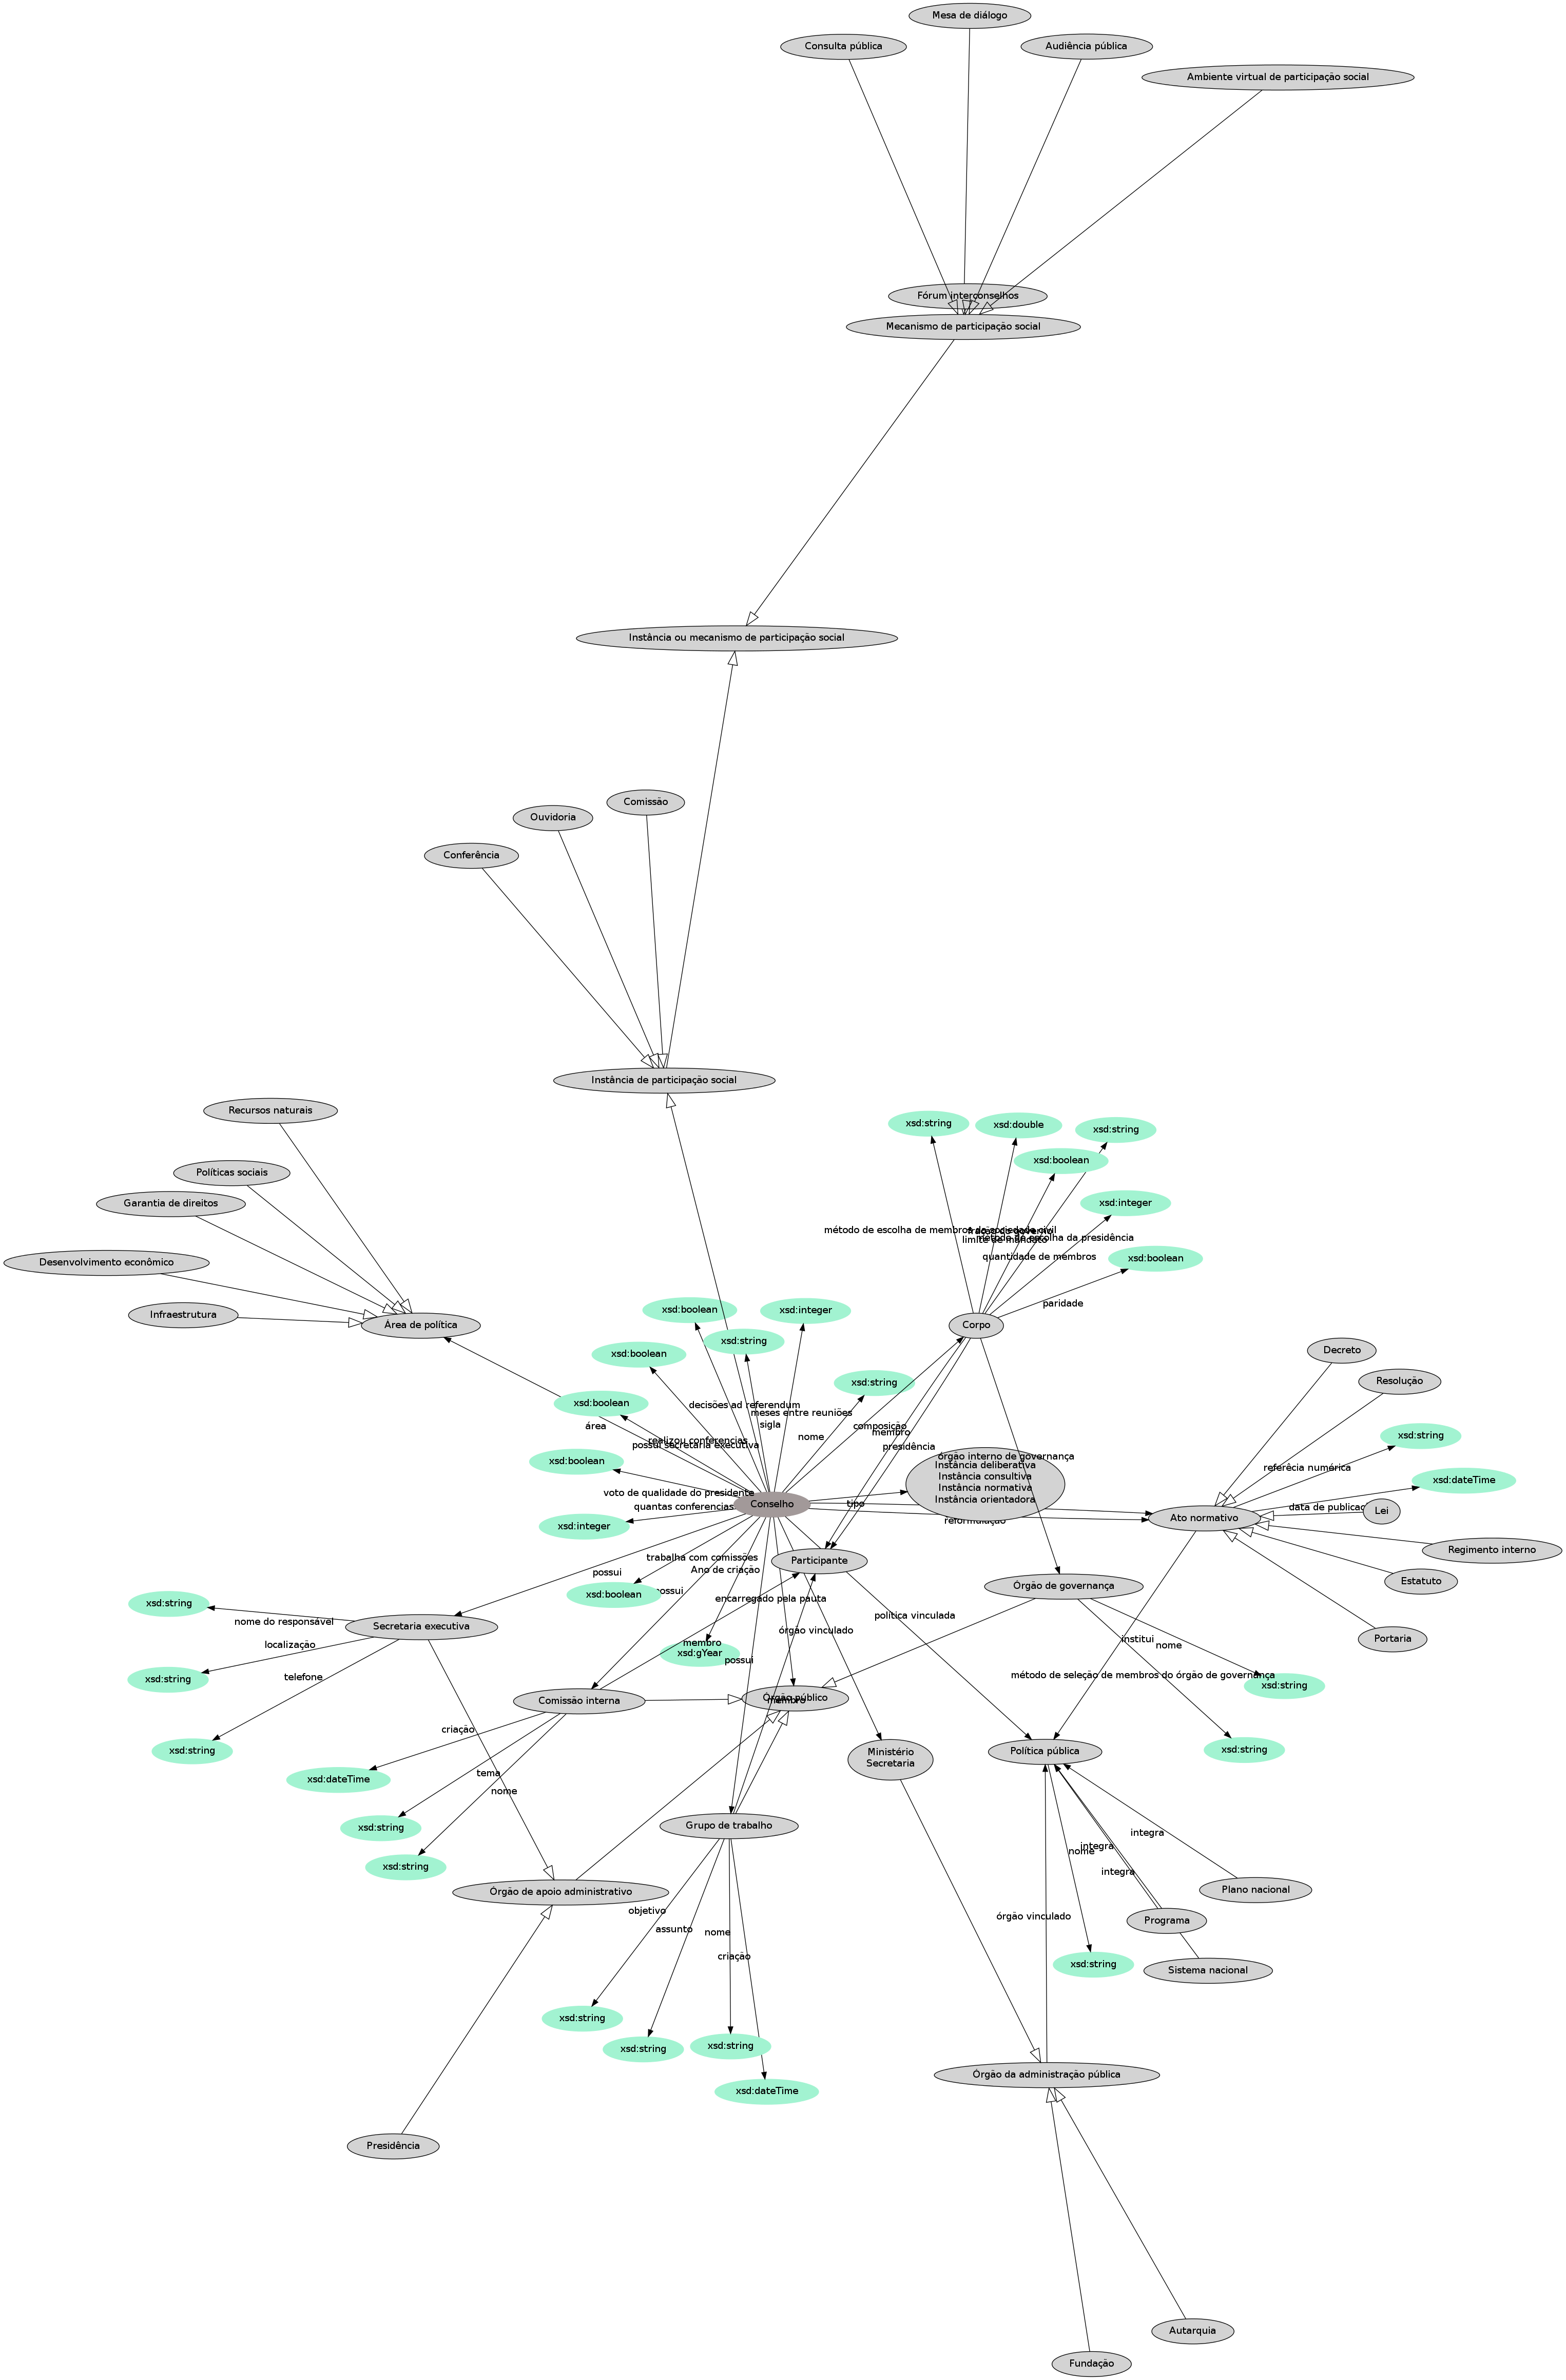 Mesa de diálogo
Consulta pública
Audiência pública
Ambiente virtual de participação social
Fórum interconselhos
Mecanismo de participação social
Instância ou mecanismo de participação social
Comissão
Ouvidoria
Conferência
Instância de participação social
Recursos naturais
Políticas sociais
Garantia de direitos
Desenvolvimento econômico
Infraestrutura
Área de política
xsd:string
xsd:double
xsd:string
xsd:boolean
xsd:integer
xsd:boolean
método de escolha de membros da sociedade civil
limite de mandato
método de escolha da presidência
quantidade de membros
paridade
Corpo
xsd:boolean
xsd:integer
xsd:string
xsd:boolean
xsd:string
xsd:boolean
decisões ad referendum
meses entre reuniões
sigla
área
nome
composição
membro
presidência
realizou conferencias
possui secretaria executiva
xsd:boolean
órgão interno de governança
Instância deliberativa
Instância consultiva
Instância normativa
Instância orientadora
voto de qualidade do presidente
quantas conferencias
Conselho
tipo
reformulação
xsd:integer
Decreto
Resolução
xsd:string
referêcia numérica
xsd:dateTime
data de publicaç
Lei
Ato normativo
Regimento interno
Estatuto
Portaria
trabalha com comissões
possui
Ano de criação
possui
xsd:boolean
Participante
encarregado pela pauta
Órgão de governança
política vinculada
órgão vinculado
institui
nome
método de seleção de membros do órgão de governança
xsd:string
xsd:string
xsd:string
nome do responsável
Secretaria executiva
localização
xsd:string
telefone
xsd:string
membro
xsd:gYear
possui
Comissão interna
Órgão público
membro
criação
xsd:dateTime
tema
nome
xsd:string
xsd:string
Ministério
Secretaria
Política pública
Grupo de trabalho
integra
integra
nome
integra
Plano nacional
Programa
Sistema nacional
xsd:string
Órgão de apoio administrativo
objetivo
assunto
nome
criação
órgão vinculado
xsd:string
xsd:string
xsd:string
xsd:dateTime
Órgão da administração pública
Presidência
Autarquia
Fundação